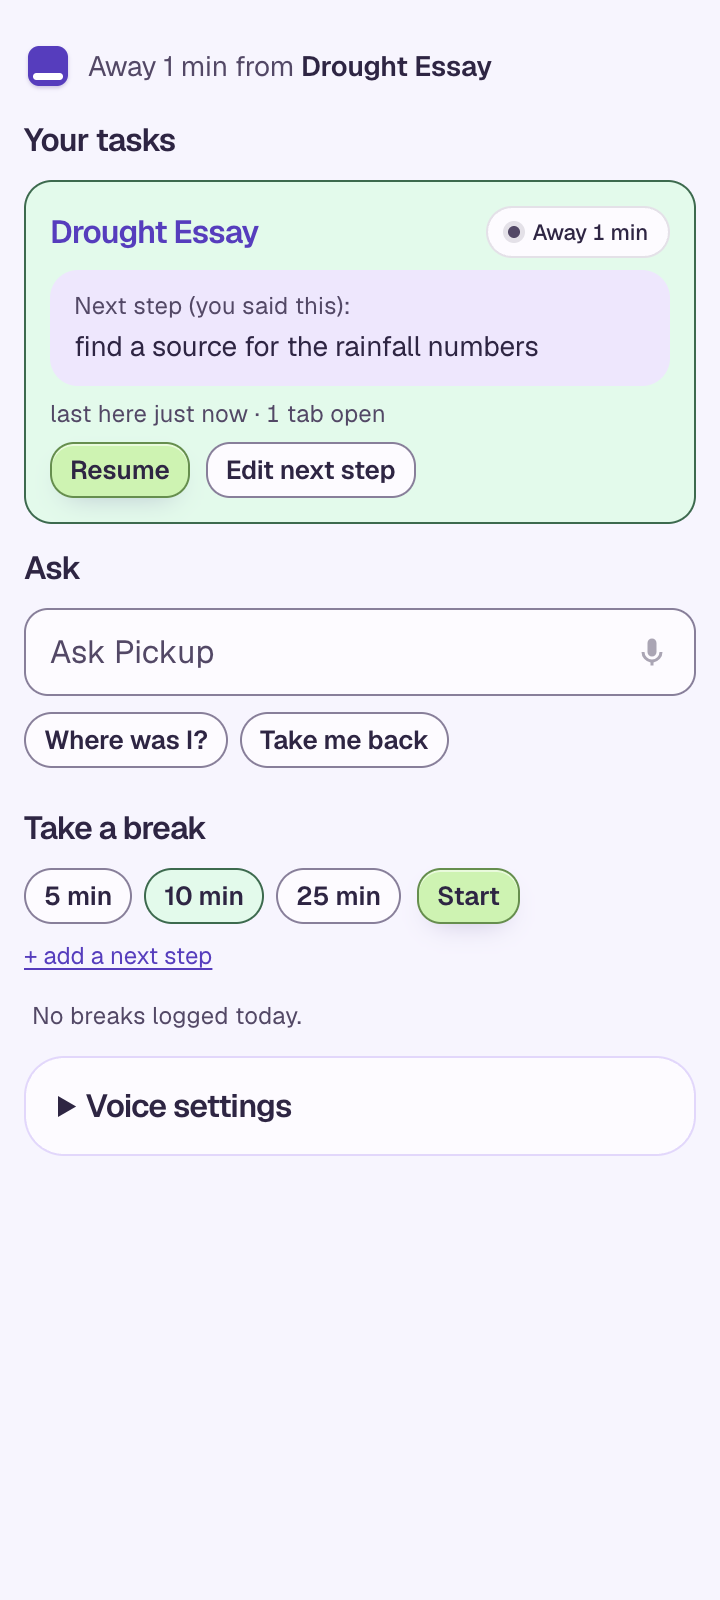 Away 1 min from Drought Essay
Your tasks
Drought Essay
Away 1 min
Next step (you said this):
find a source for the rainfall numbers
last here just now · 1 tab open
Resume
Edit next step
Ask
Ask Pickup
Where was I?
Take me back
Take a break
5 min
10 min
25 min
Start
+ add a next step
No breaks logged today.
Voice settings